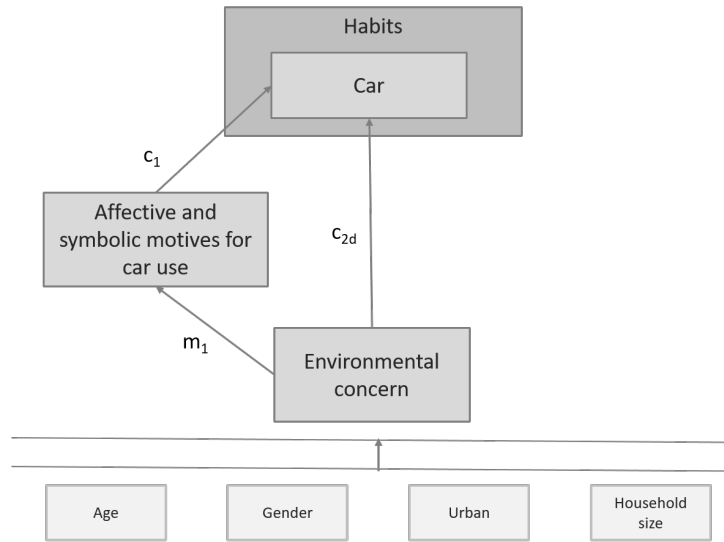 Habits
Car
c1
Affective and
symbolic motives for
car use
c2d
m1
Environmental
concern
Age
Gender
Urban
Household
size